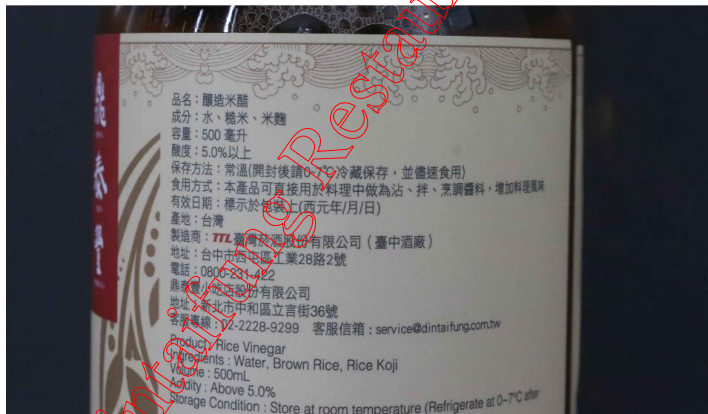 鼎泰豐
品名：釀造米醋
成分：水、糙米、米麴
容量：500 毫升
酸度：5.0%以上
保存方法：常溫(開封後請0-7℃冷藏保存，並儘速食用)
食用方式：本產品可直接用於料理中做為沾、拌、烹調醬料，增加料理風味
有效日期：標示於包裝上(西元年/月/日)
產地：台灣
製造商：TTL臺灣菸酒股份有限公司（臺中酒廠）
地址：台中市西屯區工業28路2號
電話：0800-231-422
鼎泰豐小吃店股份有限公司
地址：新北市中和區立言街36號
客服專線：02-2228-9299 客服信箱：service@dintaifung.com.tw
Product: Rice Vinegar
Ingredients : Water, Brown Rice, Rice Koji
Volume : 500mL
Acidity : Above 5.0%
Storage Condition : Store at room temperature (Refrigerate at 0~7℃ after
Dintaifung Restau